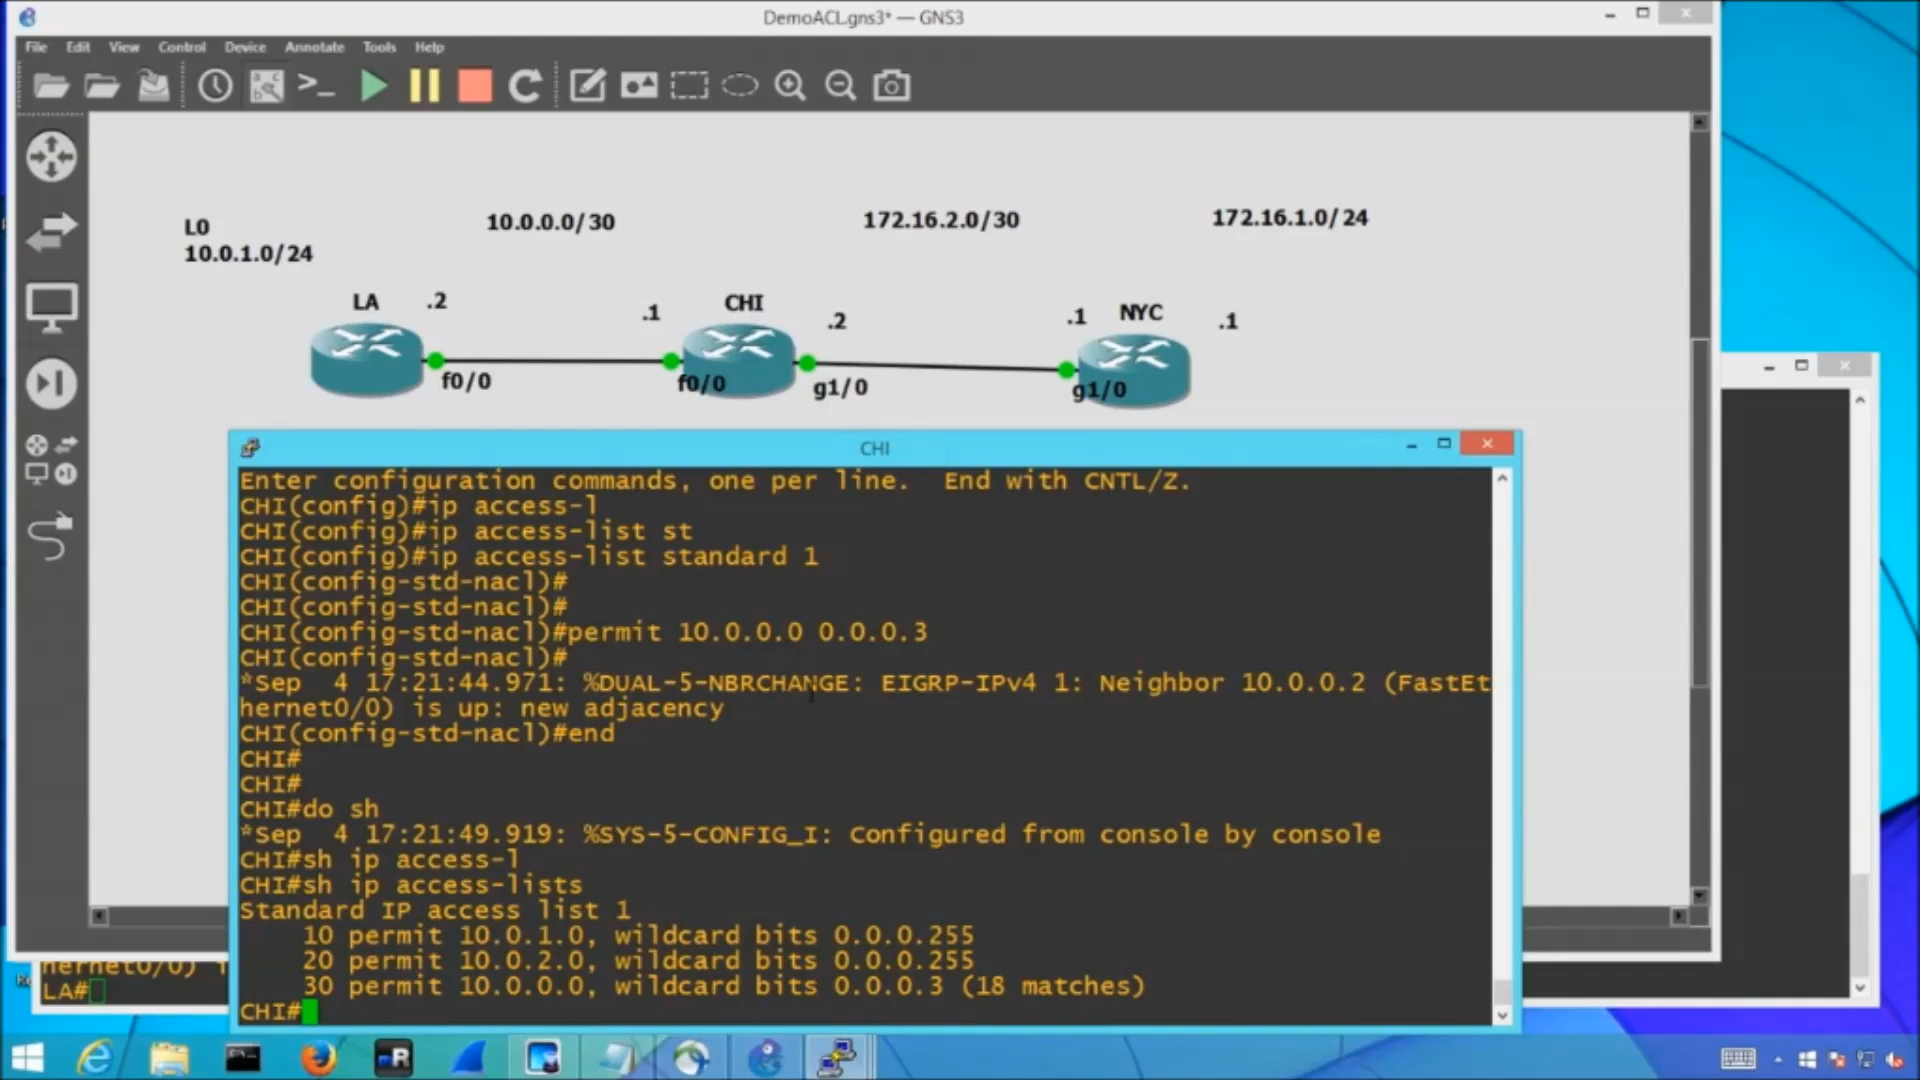 DemoACL.gns3* — GNS3
File Edit View Control Device Annotate Tools Help
L0
10.0.1.0/24
10.0.0.0/30
172.16.2.0/30
172.16.1.0/24
LA .2
.1 CHI .2
.1 NYC .1
f0/0
f0/0
g1/0
g1/0
CHI
Enter configuration commands, one per line.  End with CNTL/Z.
CHI(config)#ip access-l
CHI(config)#ip access-list st
CHI(config)#ip access-list standard 1
CHI(config-std-nacl)#
CHI(config-std-nacl)#
CHI(config-std-nacl)#permit 10.0.0.0 0.0.0.3
CHI(config-std-nacl)#
*Sep  4 17:21:44.971: %DUAL-5-NBRCHANGE: EIGRP-IPv4 1: Neighbor 10.0.0.2 (FastEt
hernet0/0) is up: new adjacency
CHI(config-std-nacl)#end
CHI#
CHI#
CHI#do sh
*Sep  4 17:21:49.919: %SYS-5-CONFIG_I: Configured from console by console
CHI#sh ip access-l
CHI#sh ip access-lists
Standard IP access list 1
    10 permit 10.0.1.0, wildcard bits 0.0.0.255
    20 permit 10.0.2.0, wildcard bits 0.0.0.255
    30 permit 10.0.0.0, wildcard bits 0.0.0.3 (18 matches)
CHI#
hernet0/0) i
LA#